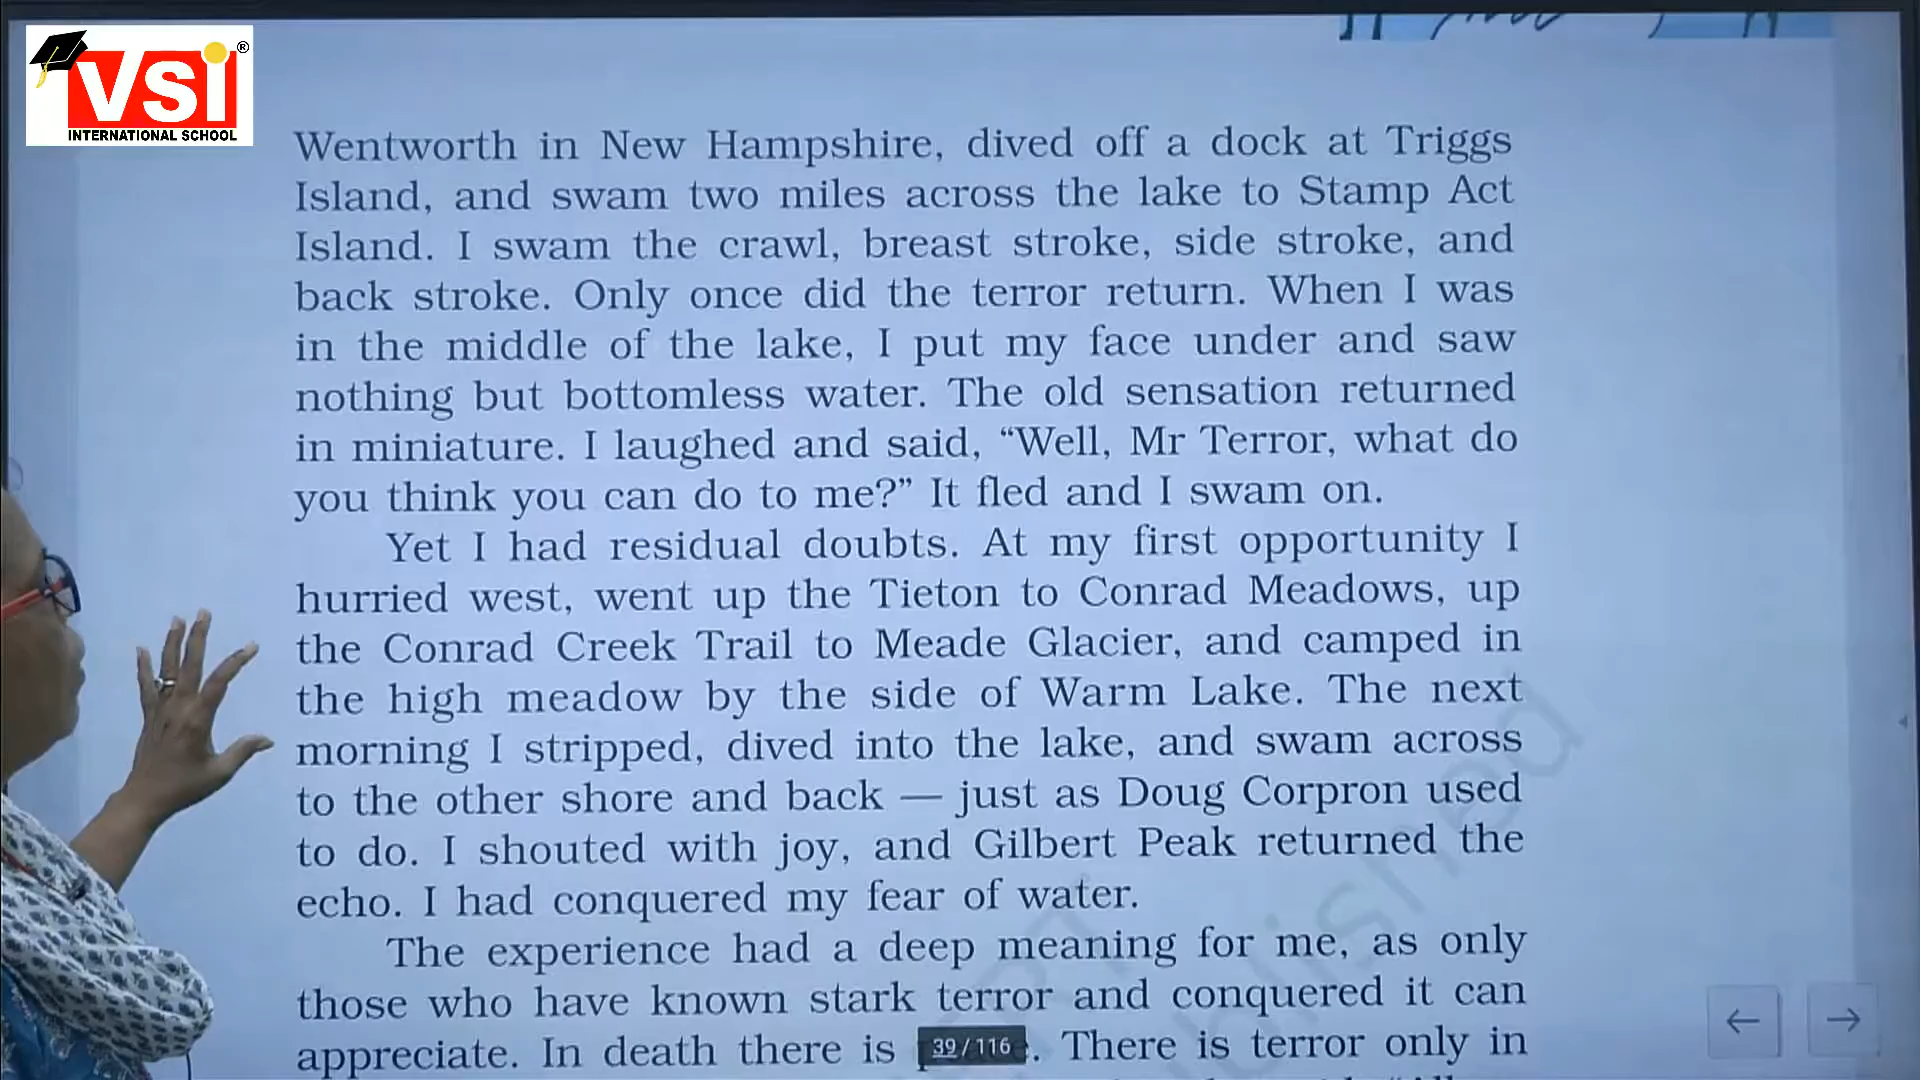 VSI
®
INTERNATIONAL SCHOOL
Wentworth in New Hampshire, dived off a dock at Triggs
Island, and swam two miles across the lake to Stamp Act
Island. I swam the crawl, breast stroke, side stroke, and
back stroke. Only once did the terror return. When I was
in the middle of the lake, I put my face under and saw
nothing but bottomless water. The old sensation returned
in miniature. I laughed and said, “Well, Mr Terror, what do
you think you can do to me?” It fled and I swam on.
Yet I had residual doubts. At my first opportunity I
hurried west, went up the Tieton to Conrad Meadows, up
the Conrad Creek Trail to Meade Glacier, and camped in
the high meadow by the side of Warm Lake. The next
morning I stripped, dived into the lake, and swam across
to the other shore and back — just as Doug Corpron used
to do. I shouted with joy, and Gilbert Peak returned the
echo. I had conquered my fear of water.
The experience had a deep meaning for me, as only
those who have known stark terror and conquered it can
appreciate. In death there is . There is terror only in
39 / 116